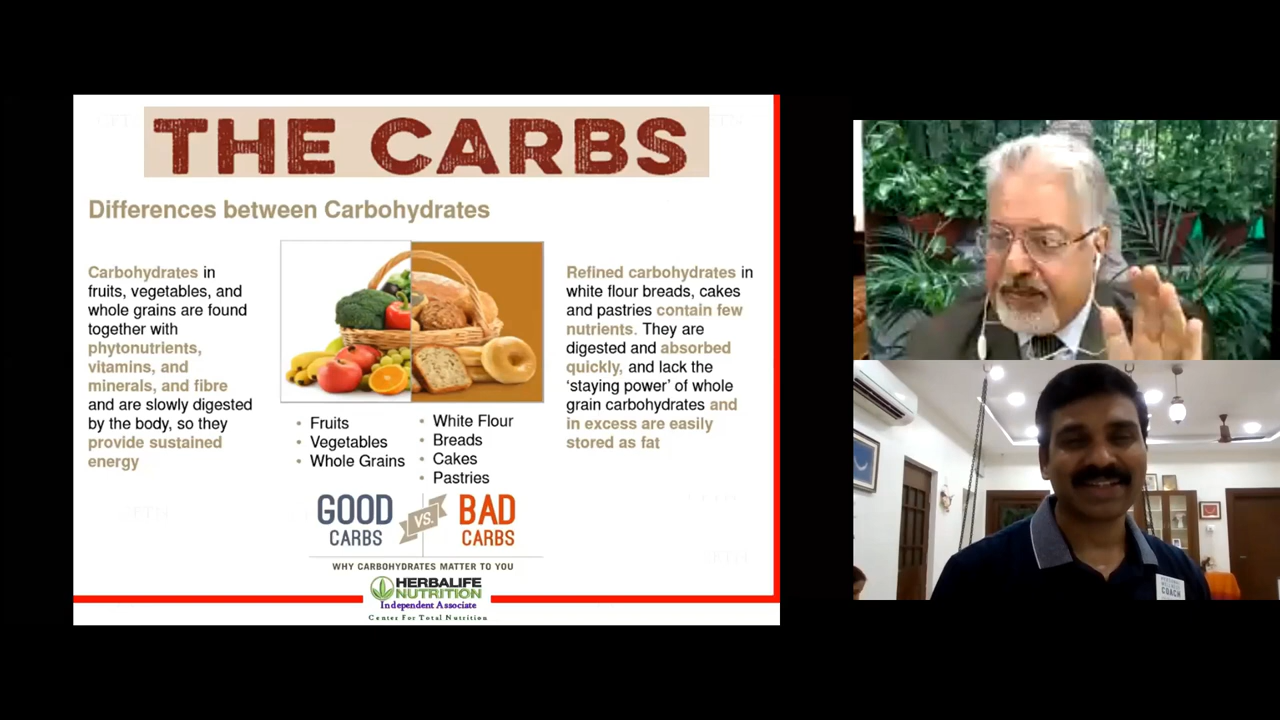 THE CARBS
Differences between Carbohydrates
Carbohydrates in
fruits, vegetables, and
whole grains are found
together with
phytonutrients,
vitamins, and
minerals, and fibre
and are slowly digested
by the body, so they
provide sustained
energy
• Fruits
• Vegetables
• Whole Grains
• White Flour
• Breads
• Cakes
• Pastries
Refined carbohydrates in
white flour breads, cakes
and pastries contain few
nutrients. They are
digested and absorbed
quickly, and lack the
‘staying power’ of whole
grain carbohydrates and
in excess are easily
stored as fat
GOOD
CARBS
VS.
BAD
CARBS
WHY CARBOHYDRATES MATTER TO YOU
HERBALIFE
NUTRITION
Independent Associate
Center For Total Nutrition
PERSONAL
WELLNESS
COACH